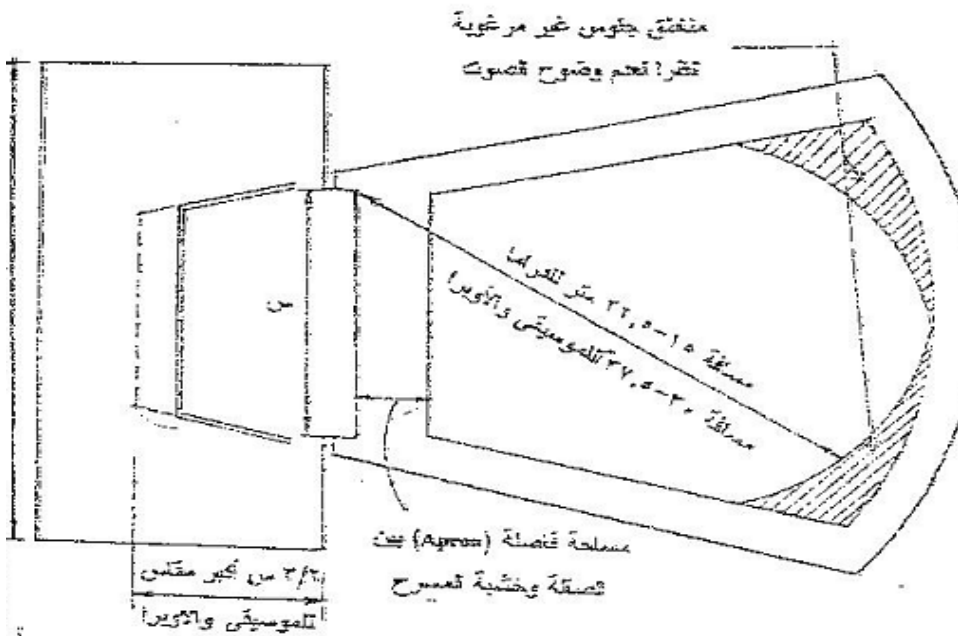 مناطق جلوس غير مرغوبة
نظرا لعدم وضوح الصوت
مسافة ١٥-٢٢,٥ متر للدراما
مسافة ٣٠-٣٧,٥ للموسيقى والأوبرا
س
مساحة فاصلة (Apron) بين
الصالة وخشبة المسرح
٢/٣ س أكبر مقاس
للموسيقى والأوبرا